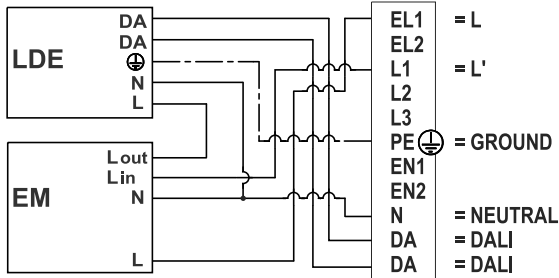 LDE
DA
DA
N
L
EM
Lout
Lin
N
L
EL1 = L
EL2
L1 = L'
L2
L3
PE = GROUND
EN1
EN2
N = NEUTRAL
DA = DALI
DA = DALI